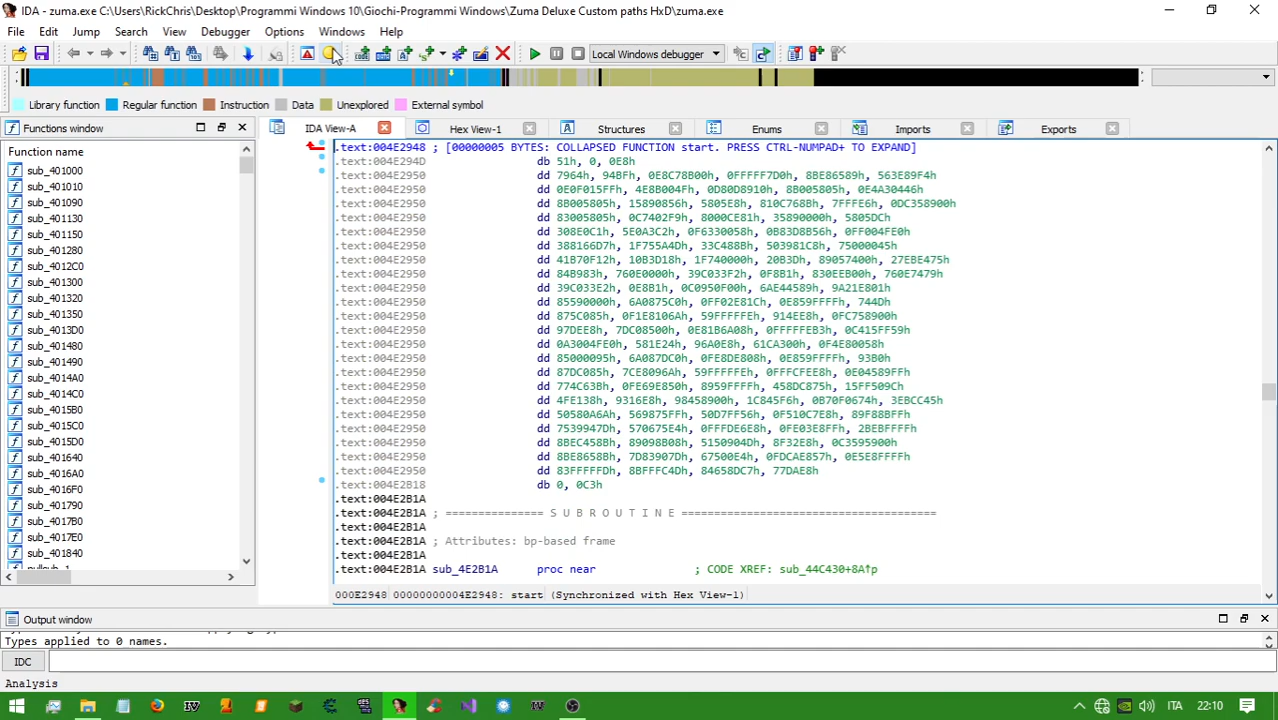 IDA - zuma.exe C:\Users\RickChris\Desktop\Programmi Windows 10\Giochi-Programmi Windows\Zuma Deluxe Custom paths HxD\zuma.exe
File Edit Jump Search View Debugger Options Windows Help
Local Windows debugger
Library function Regular function Instruction Data Unexplored External symbol
Functions window
IDA View-A Hex View-1 Structures Enums Imports Exports
Function name
sub_401000
sub_401010
sub_401090
sub_401130
sub_401150
sub_401280
sub_4012C0
sub_401300
sub_401320
sub_401350
sub_4013D0
sub_401480
sub_401490
sub_4014A0
sub_4014C0
sub_4015B0
sub_4015C0
sub_4015D0
sub_401640
sub_4016A0
sub_4016F0
sub_401790
sub_4017B0
sub_4017E0
sub_401840
.text:004E2948 ; [00000005 BYTES: COLLAPSED FUNCTION start. PRESS CTRL-NUMPAD+ TO EXPAND]
.text:004E294D db 51h, 0, 0E8h
.text:004E2950 dd 7964h, 94BFh, 0E8C78B00h, 0FFFFF7D0h, 8BE86589h, 563E89F4h
.text:004E2950 dd 0E0F015FFh, 4E8B004Fh, 0D80D8910h, 8B005805h, 0E4A30446h
.text:004E2950 dd 8B005805h, 15890856h, 5805E8h, 810C768Bh, 7FFFE6h, 0DC358900h
.text:004E2950 dd 83005805h, 0C7402F9h, 8000CE81h, 35890000h, 5805DCh
.text:004E2950 dd 308E0C1h, 5E0A3C2h, 0F6330058h, 0B83D8B56h, 0FF004FE0h
.text:004E2950 dd 388166D7h, 1F755A4Dh, 33C488Bh, 503981C8h, 75000045h
.text:004E2950 dd 41B70F12h, 10B3D18h, 1F740000h, 20B3Dh, 89057400h, 27EBE475h
.text:004E2950 dd 84B983h, 760E0000h, 39C033F2h, 0F8B1h, 830EEB00h, 760E7479h
.text:004E2950 dd 39C033E2h, 0E8B1h, 0C0950F00h, 6AE44589h, 9A21E801h
.text:004E2950 dd 85590000h, 6A0875C0h, 0FF02E81Ch, 0E859FFFFh, 744Dh
.text:004E2950 dd 875C085h, 0F1E8106Ah, 59FFFFFEh, 914EE8h, 0FC758900h
.text:004E2950 dd 97DEE8h, 7DC08500h, 0E81B6A08h, 0FFFFFEB3h, 0C415FF59h
.text:004E2950 dd 0A3004FE0h, 581E24h, 96A0E8h, 61CA300h, 0F4E80058h
.text:004E2950 dd 85000095h, 6A087DC0h, 0FE8DE808h, 0E859FFFFh, 93B0h
.text:004E2950 dd 87DC085h, 7CE8096Ah, 59FFFFFEh, 0FFFCFEE8h, 0E04589FFh
.text:004E2950 dd 774C63Bh, 0FE69E850h, 8959FFFFh, 458DC875h, 15FF509Ch
.text:004E2950 dd 4FE138h, 9316E8h, 98458900h, 1C845F6h, 0B70F0674h, 3EBCC45h
.text:004E2950 dd 50580A6Ah, 569875FFh, 50D7FF56h, 0F510C7E8h, 89F88BFFh
.text:004E2950 dd 7539947Dh, 570675E4h, 0FFFDE6E8h, 0FE03E8FFh, 2BEBFFFFh
.text:004E2950 dd 8BEC458Bh, 89098B08h, 5150904Dh, 8F32E8h, 0C3595900h
.text:004E2950 dd 8BE8658Bh, 7D83907Dh, 67500E4h, 0FDCAE857h, 0E5E8FFFFh
.text:004E2950 dd 83FFFFFDh, 8BFFFC4Dh, 84658DC7h, 77DAE8h
.text:004E2B18 db 0, 0C3h
.text:004E2B1A
.text:004E2B1A ; =============== S U B R O U T I N E =======================================
.text:004E2B1A
.text:004E2B1A ; Attributes: bp-based frame
.text:004E2B1A
.text:004E2B1A sub_4E2B1A proc near ; CODE XREF: sub_44C430+8A↑p
000E2948 00000000004E2948: start (Synchronized with Hex View-1)
Output window
Types applied to 0 names.
IDC
Analysis
ITA 22:10